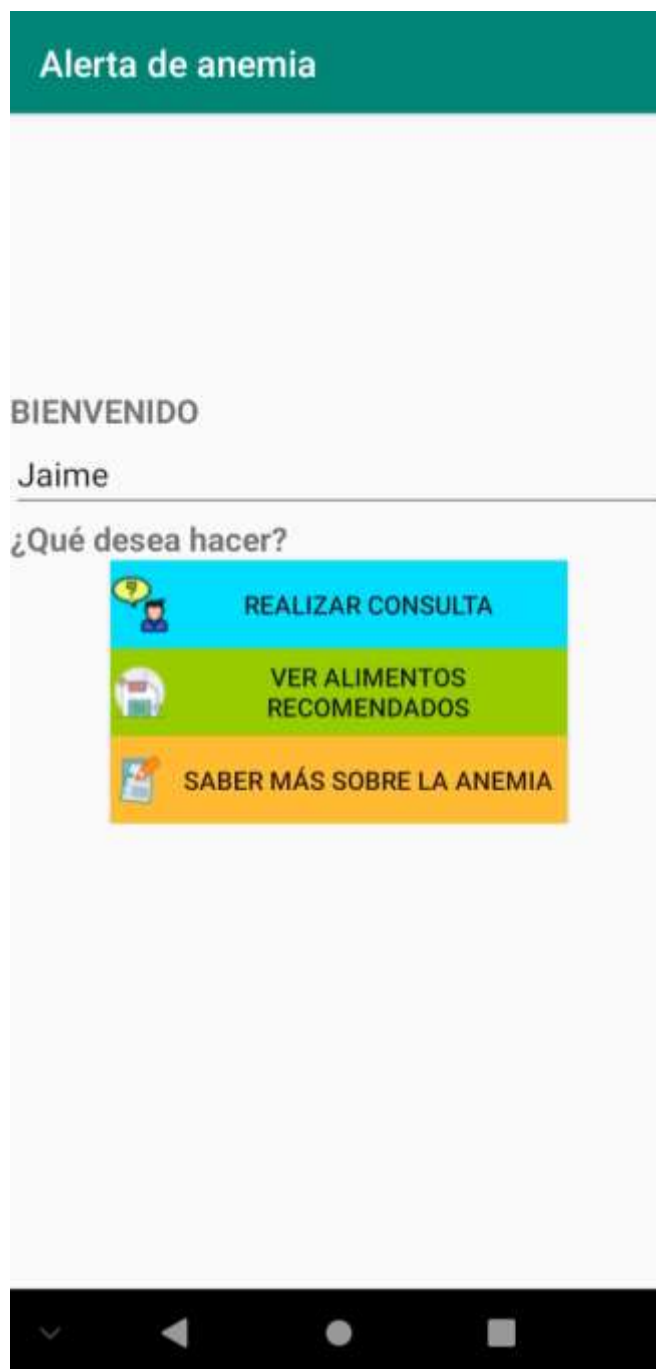 Alerta de anemia
BIENVENIDO
Jaime
¿Qué desea hacer?
REALIZAR CONSULTA
VER ALIMENTOS
RECOMENDADOS
SABER MÁS SOBRE LA ANEMIA